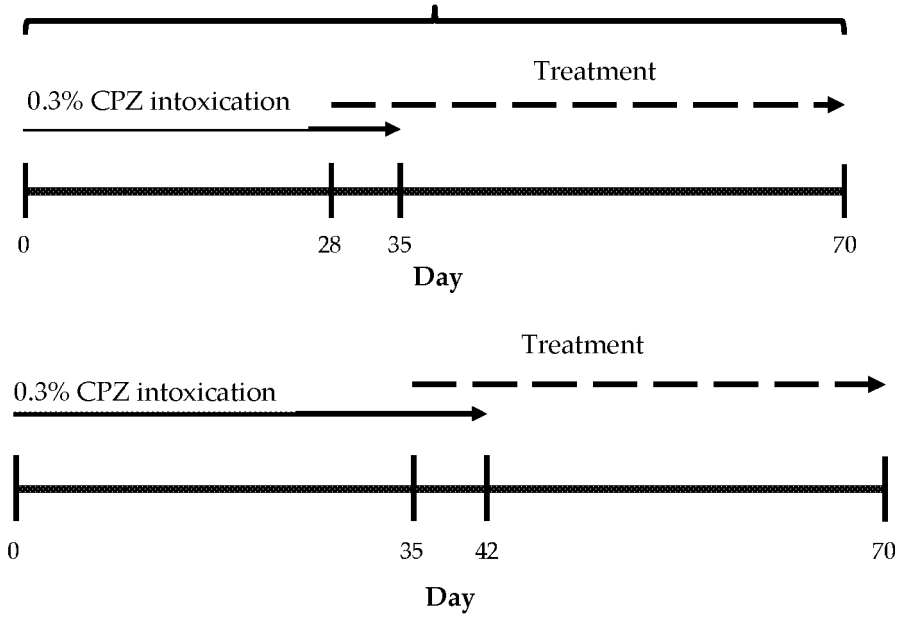 Treatment
0.3% CPZ intoxication
0 28 35 70
Day
Treatment
0.3% CPZ intoxication
0 35 42 70
Day